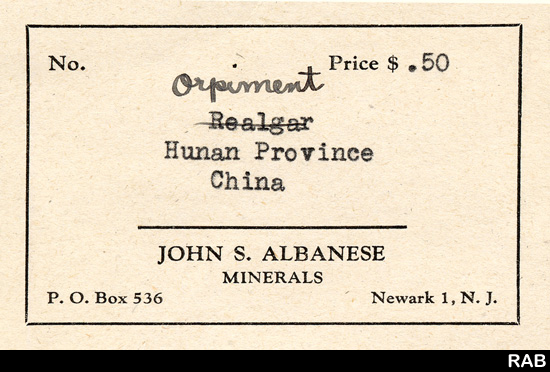 No.
Price $ .50
Orpiment
Realgar
Hunan Province
China
JOHN S. ALBANESE
MINERALS
P. O. Box 536
Newark 1, N. J.
RAB